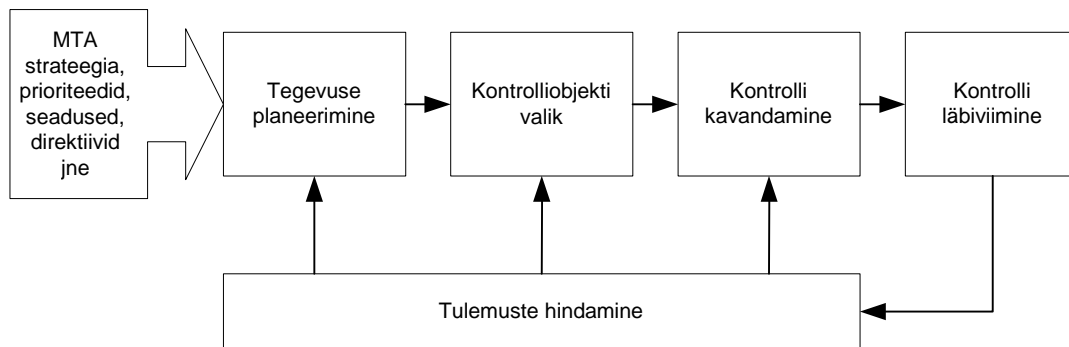 MTA
strateegia,
prioriteedid,
seadused,
direktiivid
jne
Tegevuse
planeerimine
Kontrolliobjekti
valik
Kontrolli
kavandamine
Kontrolli
läbiviimine
Tulemuste hindamine